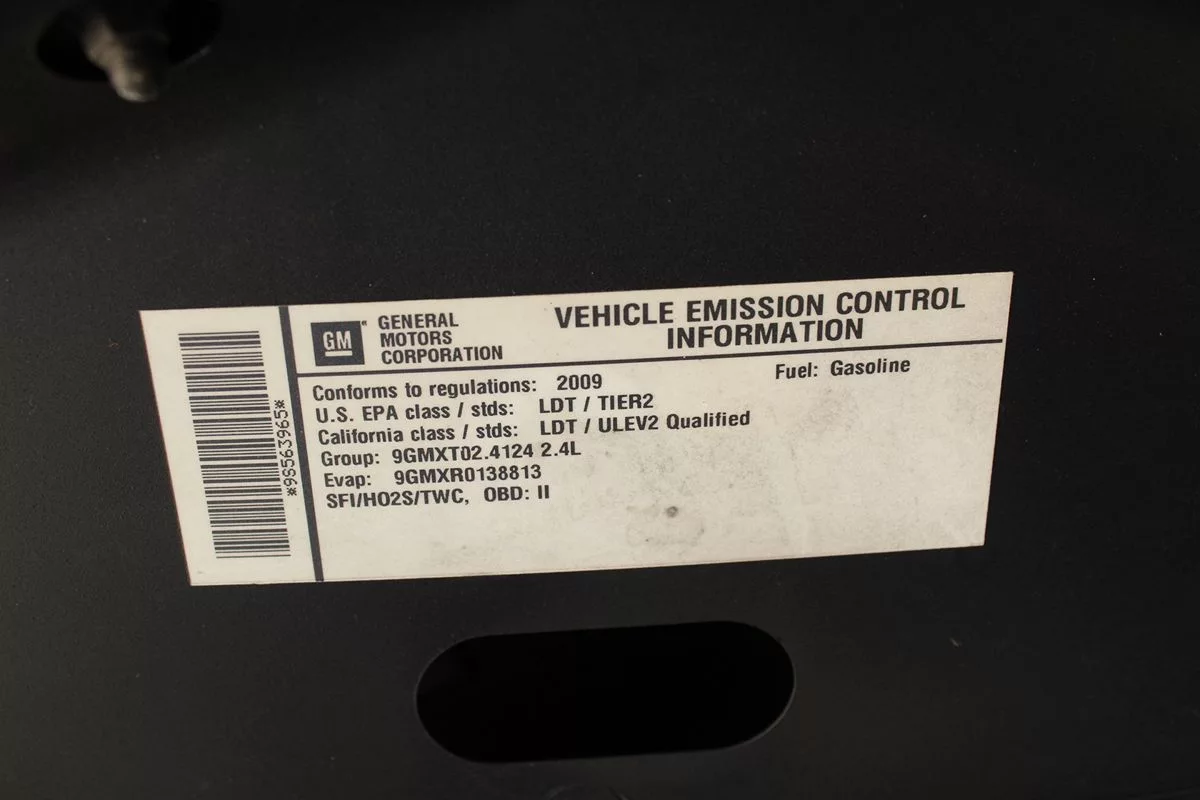 *98563965*
GM
GENERAL
MOTORS
CORPORATION
VEHICLE EMISSION CONTROL
INFORMATION
Conforms to regulations: 2009
Fuel: Gasoline
U.S. EPA class / stds: LDT / TIER2
California class / stds: LDT / ULEV2 Qualified
Group: 9GMXT02.4124 2.4L
Evap: 9GMXR0138813
SFI/HO2S/TWC, OBD: II